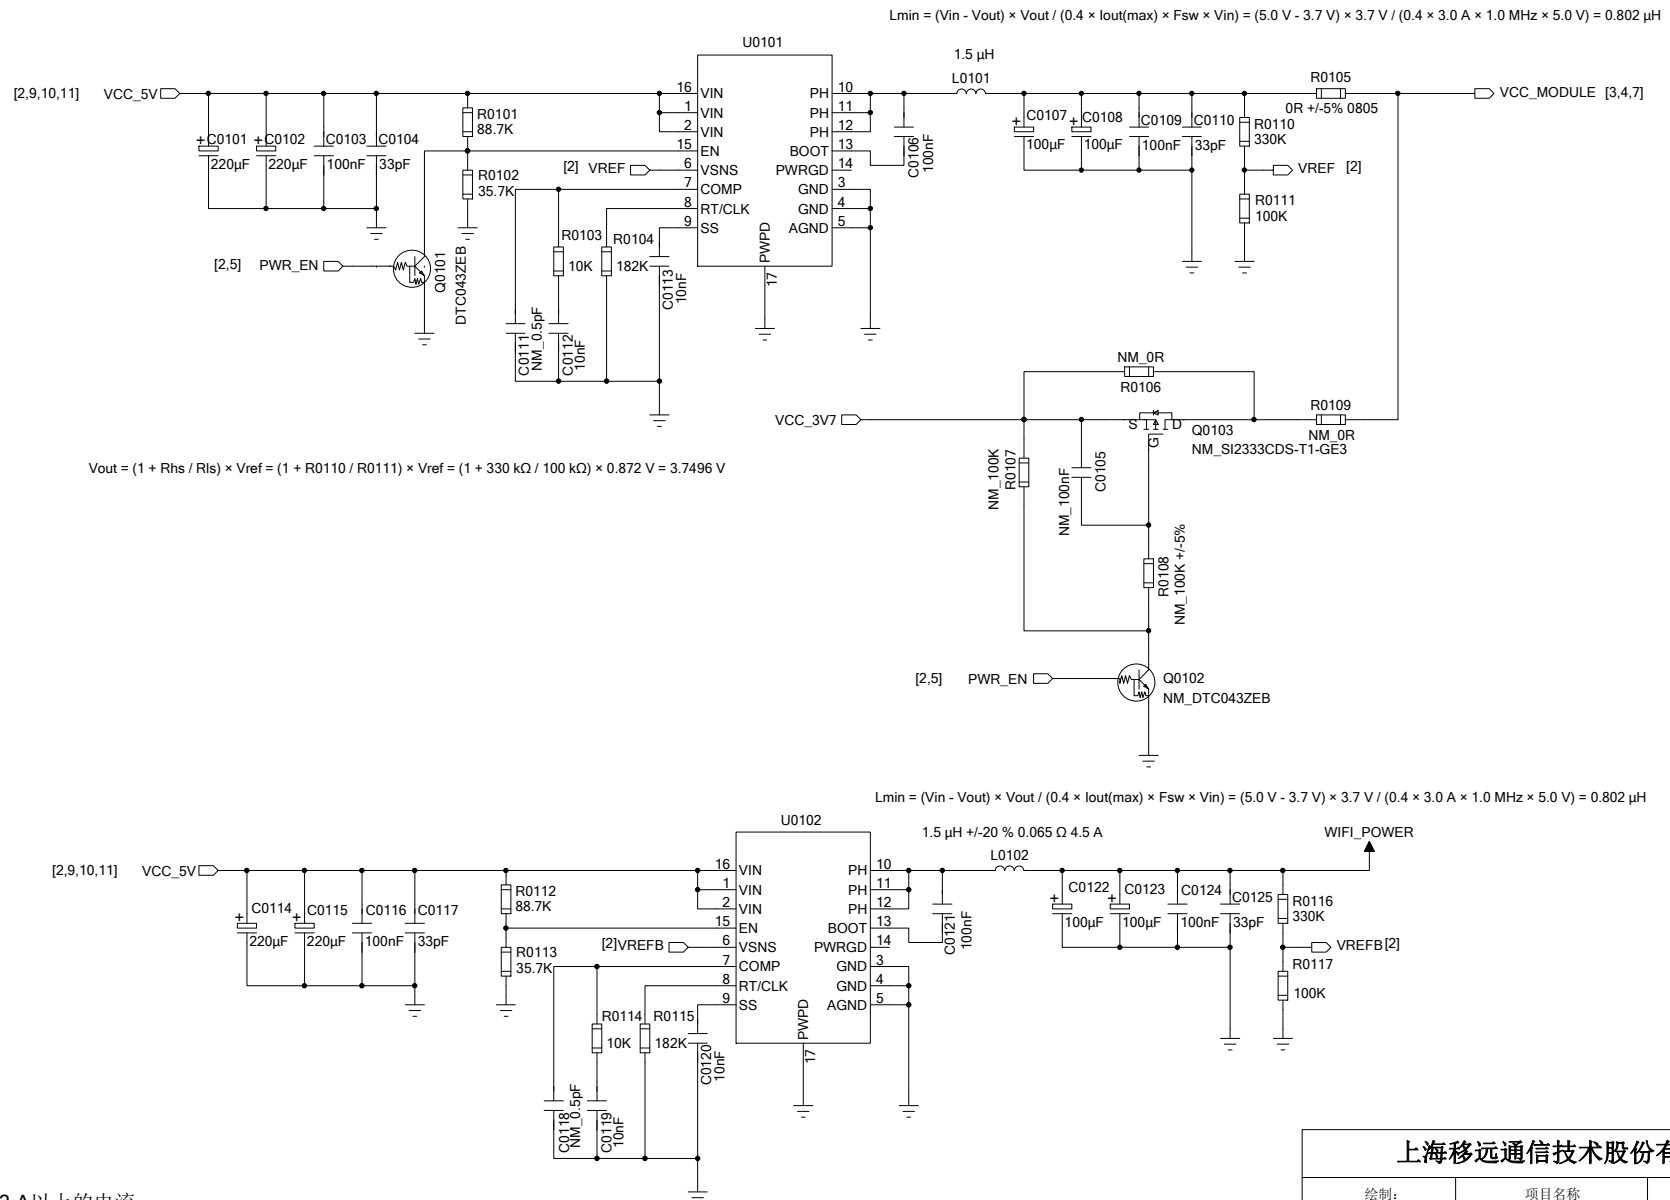 Lmin = (Vin - Vout) × Vout / (0.4 × Iout(max) × Fsw × Vin) = (5.0 V - 3.7 V) × 3.7 V / (0.4 × 3.0 A × 1.0 MHz × 5.0 V) = 0.802 µH
U0101
1.5 µH
L0101
[2,9,10,11] VCC_5V
16 VIN
1 VIN
2 VIN
15 EN
6 VSNS
7 COMP
8 RT/CLK
9 SS
PH 10
PH 11
PH 12
BOOT 13
PWRGD 14
GND 3
GND 4
AGND 5
PWPD
17
+C0101
220µF
+C0102
220µF
C0103
100nF
C0104
33pF
R0101
88.7K
R0102
35.7K
[2] VREF
C0106
100nF
+C0107
100µF
+C0108
100µF
C0109
100nF
C0110
33pF
R0105
0R +/-5% 0805
VCC_MODULE [3,4,7]
R0110
330K
VREF [2]
R0111
100K
[2,5] PWR_EN
Q0101
DTC043ZEB
R0103
10K
R0104
182K
C0113
10nF
C0111
NM_0.5pF
C0112
10nF
NM_0R
R0106
VCC_3V7
S
D
G
Q0103
NM_SI2333CDS-T1-GE3
R0109
NM_0R
NM_100K
R0107
NM_100nF
C0105
Vout = (1 + Rhs / Rls) × Vref = (1 + R0110 / R0111) × Vref = (1 + 330 kΩ / 100 kΩ) × 0.872 V = 3.7496 V
R0108
NM_100K +/-5%
[2,5] PWR_EN
Q0102
NM_DTC043ZEB
Lmin = (Vin - Vout) × Vout / (0.4 × Iout(max) × Fsw × Vin) = (5.0 V - 3.7 V) × 3.7 V / (0.4 × 3.0 A × 1.0 MHz × 5.0 V) = 0.802 µH
U0102
1.5 µH +/-20 % 0.065 Ω 4.5 A
L0102
WIFI_POWER
[2,9,10,11] VCC_5V
16 VIN
1 VIN
2 VIN
15 EN
6 VSNS
7 COMP
8 RT/CLK
9 SS
PH 10
PH 11
PH 12
BOOT 13
PWRGD 14
GND 3
GND 4
AGND 5
PWPD
17
+ C0114
220µF
+ C0115
220µF
C0116
100nF
C0117
33pF
R0112
88.7K
R0113
35.7K
[2]VREFB
C0121
100nF
+ C0122
100µF
+ C0123
100µF
C0124
100nF
C0125
33pF
R0116
330K
VREFB[2]
R0117
100K
R0114
10K
R0115
182K
C0120
10nF
C0118
NM_0.5pF
C0119
10nF
上海移远通信技术股份有
绘制:
项目名称